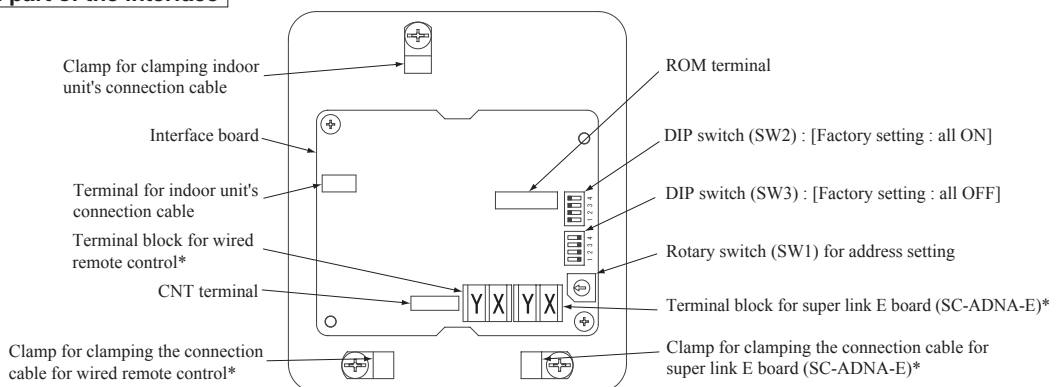 part of the interface
Clamp for clamping indoor
unit's connection cable
Interface board
Terminal for indoor unit's
connection cable
Terminal block for wired
remote control*
CNT terminal
Clamp for clamping the connection
cable for wired remote control*
ROM terminal
DIP switch (SW2) : [Factory setting : all ON]
DIP switch (SW3) : [Factory setting : all OFF]
Rotary switch (SW1) for address setting
Terminal block for super link E board (SC-ADNA-E)*
Clamp for clamping the connection cable for
super link E board (SC-ADNA-E)*
1 2 3 4
1 2 3 4
Y X Y X